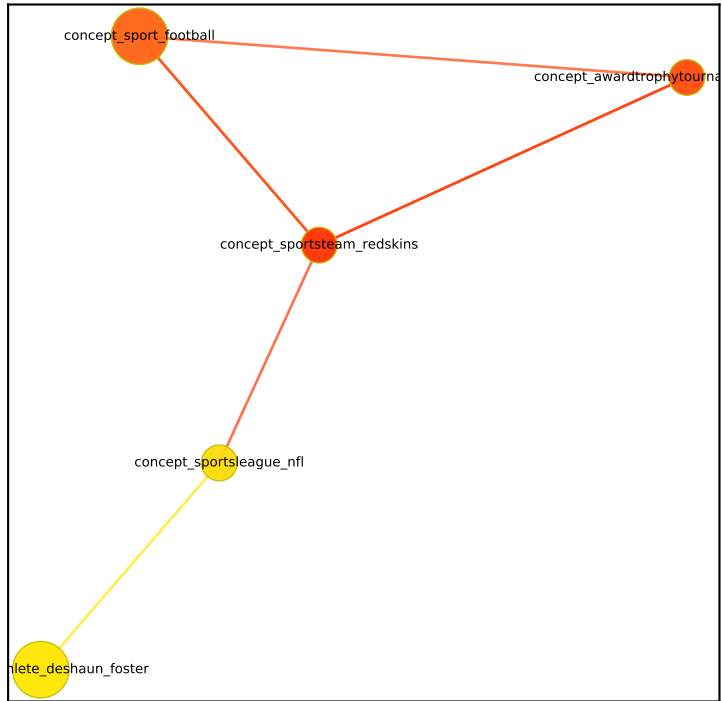 concept_sport_football
concept_awardtrophytourna
concept_sportsteam_redskins
concept_sportsleague_nfl
hlete_deshaun_foster